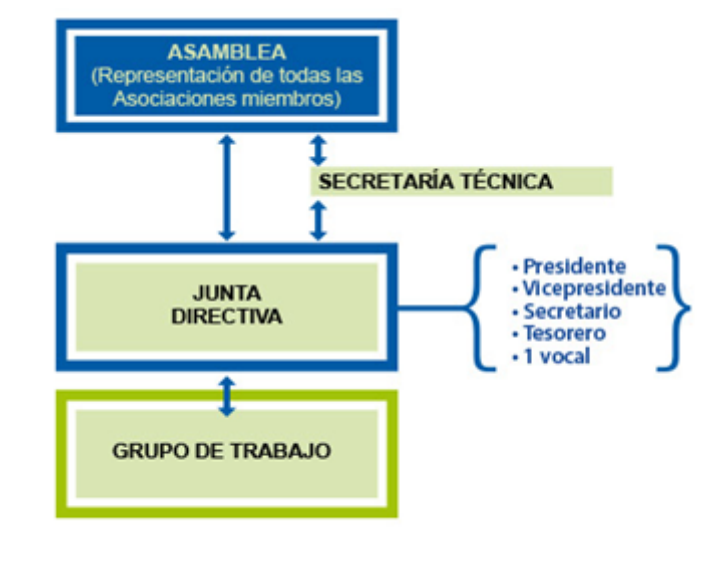 ASAMBLEA
(Representación de todas las
Asociaciones miembros)
SECRETARÍA TÉCNICA
JUNTA
DIRECTIVA
• Presidente
• Vicepresidente
• Secretario
• Tesorero
• 1 vocal
GRUPO DE TRABAJO